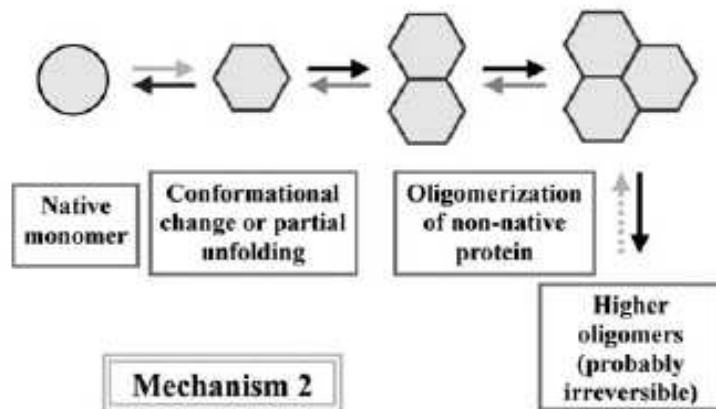 Native
monomer
Conformational
change or partial
unfolding
Oligomerization
of non-native
protein
Higher
oligomers
(probably
irreversible)
Mechanism 2